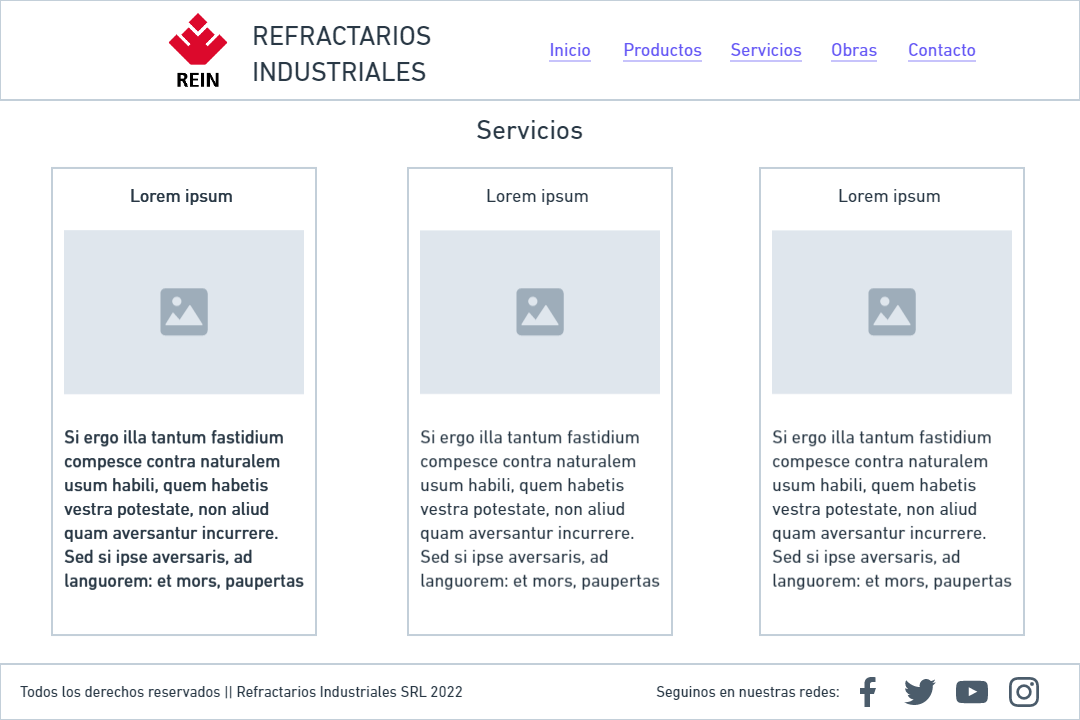 REIN
REFRACTARIOS
INDUSTRIALES
Inicio
Productos
Servicios
Obras
Contacto
Servicios
Lorem ipsum
Si ergo illa tantum fastidium
compesce contra naturalem
usum habili, quem habetis
vestra potestate, non aliud
quam aversantur incurrere.
Sed si ipse aversaris, ad
languorem: et mors, paupertas
Lorem ipsum
Si ergo illa tantum fastidium
compesce contra naturalem
usum habili, quem habetis
vestra potestate, non aliud
quam aversantur incurrere.
Sed si ipse aversaris, ad
languorem: et mors, paupertas
Lorem ipsum
Si ergo illa tantum fastidium
compesce contra naturalem
usum habili, quem habetis
vestra potestate, non aliud
quam aversantur incurrere.
Sed si ipse aversaris, ad
languorem: et mors, paupertas
Todos los derechos reservados || Refractarios Industriales SRL 2022
Seguinos en nuestras redes: